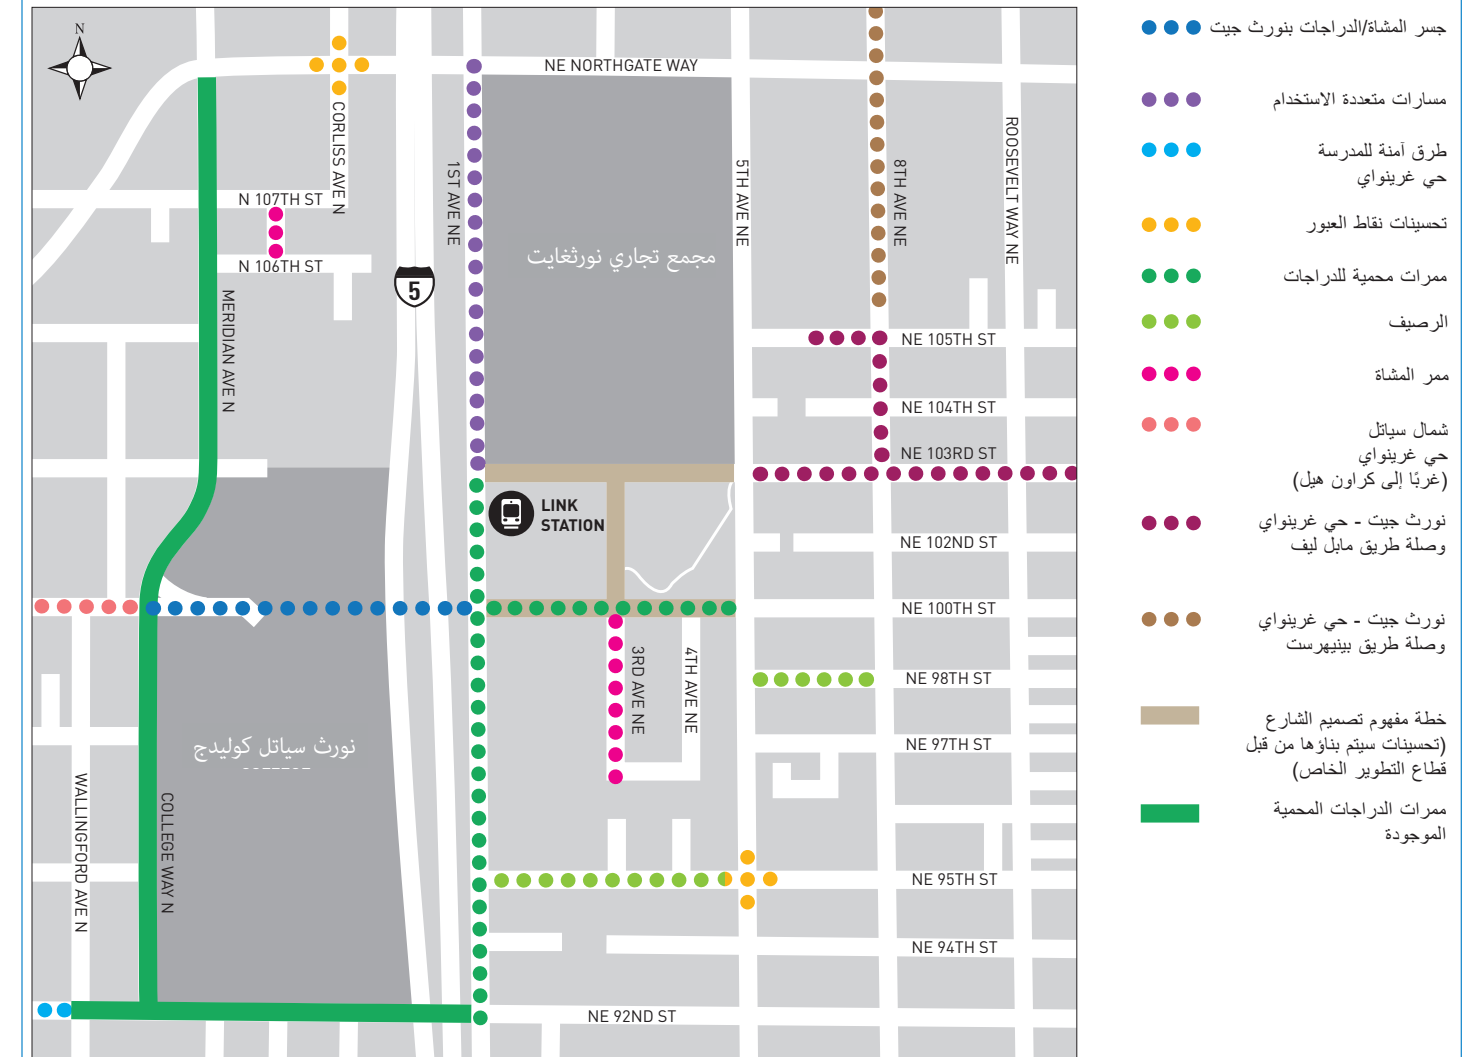 N
NE NORTHGATE WAY
CORLISS AVE N
1ST AVE NE
5TH AVE NE
8TH AVE NE
ROOSEVELT WAY NE
N 107TH ST
N 106TH ST
مجمع تجاري نورثغايت
5
MERIDIAN AVE N
NE 105TH ST
NE 104TH ST
NE 103RD ST
LINK
STATION
NE 102ND ST
NE 100TH ST
3RD AVE NE
4TH AVE NE
NE 98TH ST
NE 97TH ST
نورث سياتل كوليدج
WALLINGFORD AVE N
COLLEGE WAY N
NE 95TH ST
NE 94TH ST
NE 92ND ST
جسر المشاة/الدراجات بنورث جيت
مسارات متعددة الاستخدام
طرق آمنة للمدرسة
حي غرينواي
تحسينات نقاط العبور
ممرات محمية للدراجات
الرصيف
ممر المشاة
شمال سياتل
حي غرينواي
(غربًا إلى كراون هيل)
نورث جيت - حي غرينواي
وصلة طريق مابل ليف
نورث جيت - حي غرينواي
وصلة طريق بينيهرست
خطة مفهوم تصميم الشارع
(تحسينات سيتم بناؤها من قبل
قطاع التطوير الخاص)
ممرات الدراجات المحمية
الموجودة